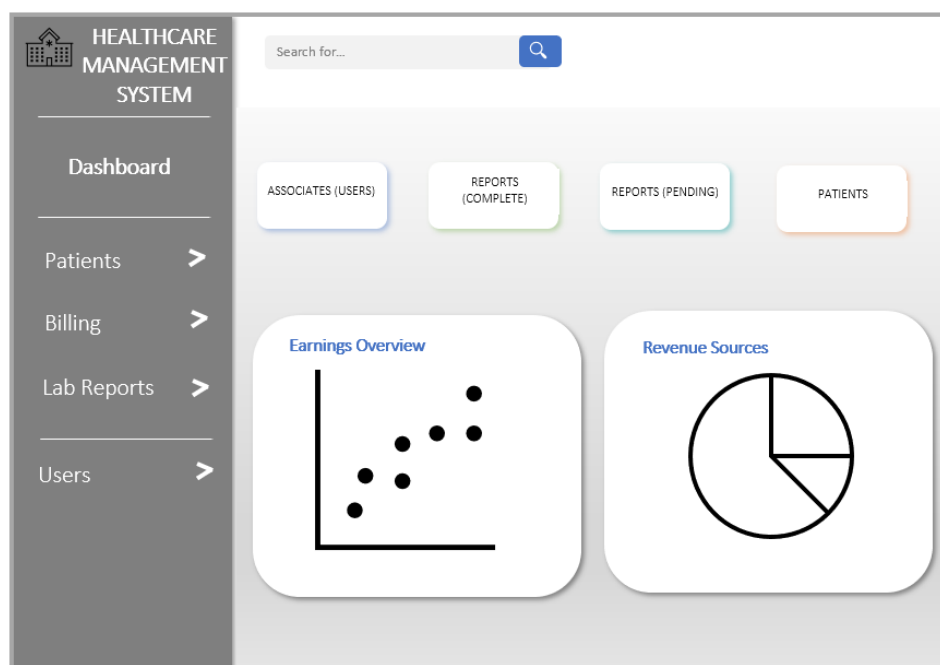 HEALTHCARE
MANAGEMENT
SYSTEM
Dashboard
Patients
Billing
Lab Reports
Users
Search for...
ASSOCIATES (USERS)
REPORTS
(COMPLETE)
REPORTS (PENDING)
PATIENTS
Earnings Overview
Revenue Sources